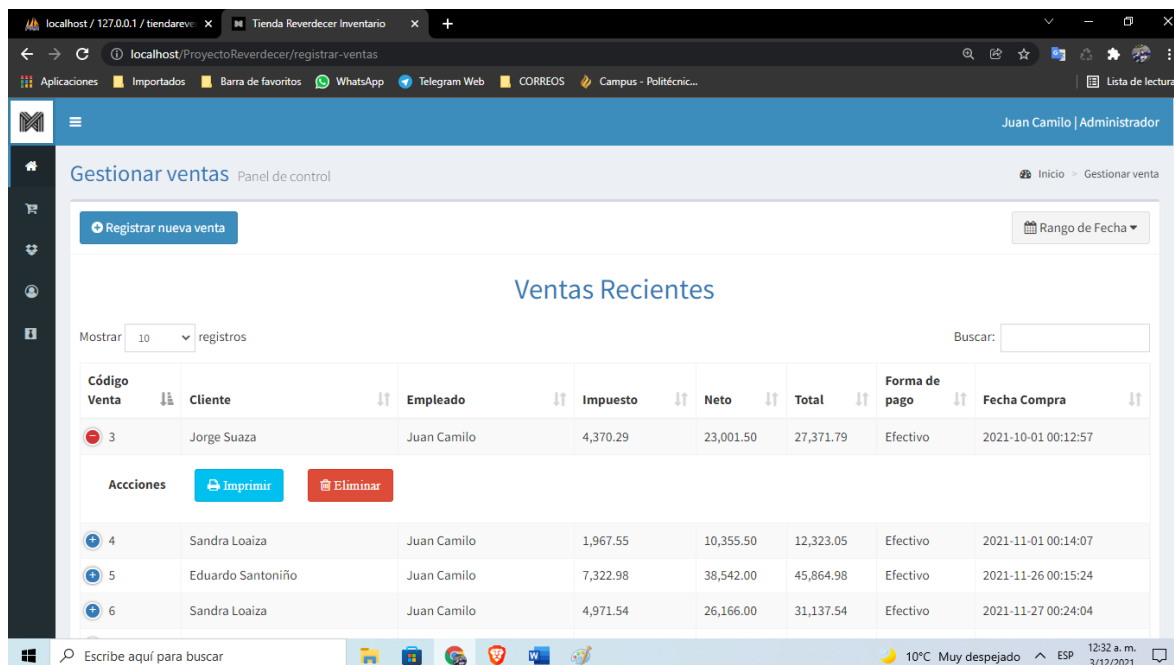 localhost / 127.0.0.1 / tiendareve
Tienda Reverdecer Inventario
localhost/ProyectoReverdecer/registrar-ventas
Aplicaciones Importados Barra de favoritos WhatsApp Telegram Web CORREOS Campus - Politécnic... Lista de lectura
Juan Camilo | Administrador
Gestionar ventas Panel de control
Inicio > Gestionar venta
Registrar nueva venta
Rango de Fecha
Ventas Recientes
Mostrar 10 registros
Buscar:
Código Venta Cliente Empleado Impuesto Neto Total Forma de pago Fecha Compra
3 Jorge Suaza Juan Camilo 4,370.29 23,001.50 27,371.79 Efectivo 2021-10-01 00:12:57
Accciones Imprimir Eliminar
4 Sandra Loaiza Juan Camilo 1,967.55 10,355.50 12,323.05 Efectivo 2021-11-01 00:14:07
5 Eduardo Santoniño Juan Camilo 7,322.98 38,542.00 45,864.98 Efectivo 2021-11-26 00:15:24
6 Sandra Loaiza Juan Camilo 4,971.54 26,166.00 31,137.54 Efectivo 2021-11-27 00:24:04
Escribe aquí para buscar
10°C Muy despejado
ESP
12:32 a. m.
3/12/2021